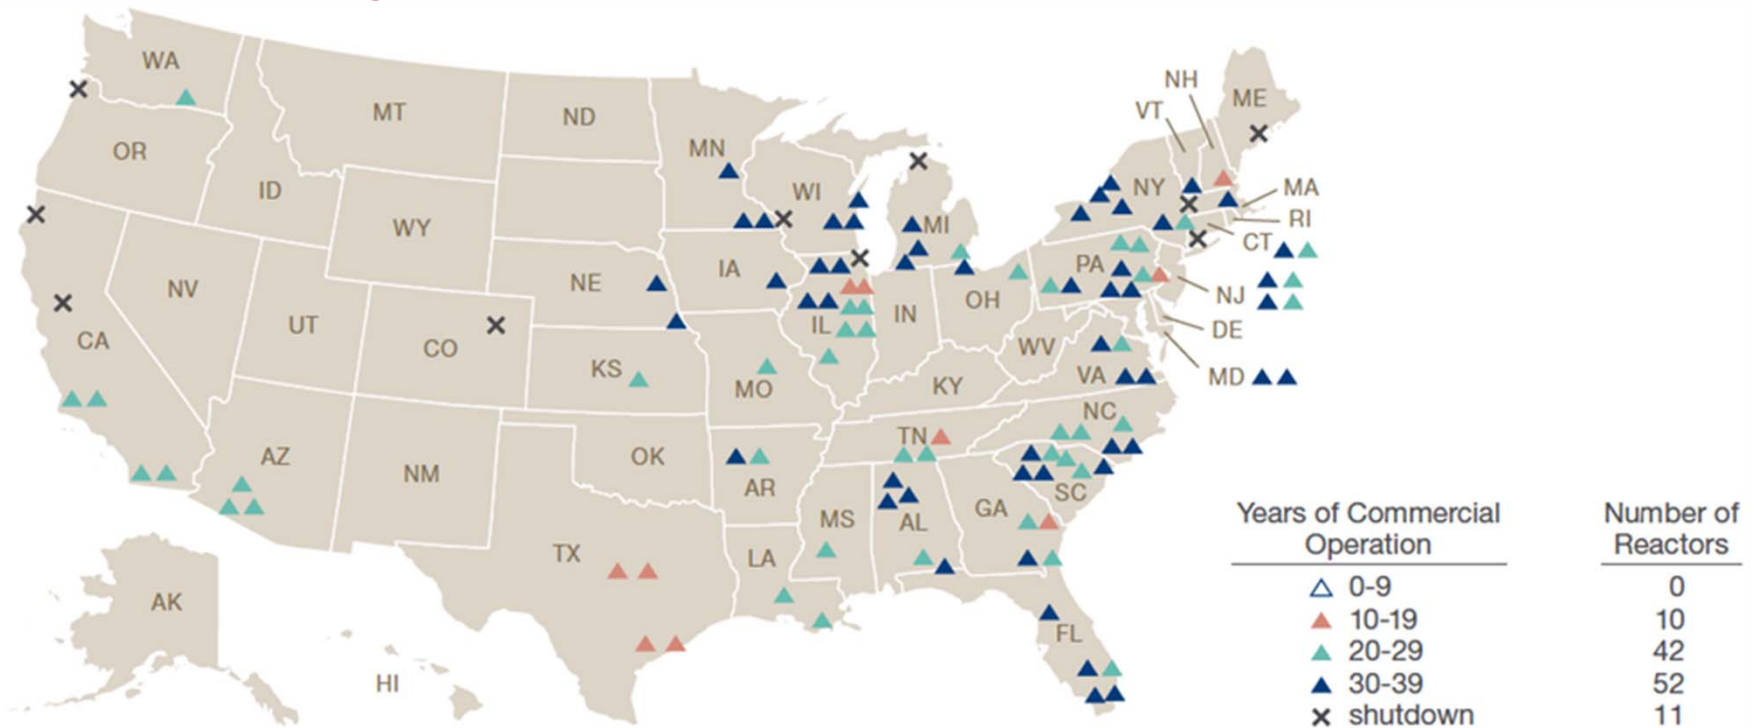 WA
MT
ND
MN
OR
ID
WY
WI
MI
NY
VT
NH
ME
MA
RI
CT
NV
UT
CO
NE
IA
IL
IN
OH
PA
NJ
DE
MD
CA
KS
MO
KY
WV
VA
NC
AZ
NM
OK
AR
TN
SC
MS
AL
GA
TX
LA
FL
AK
HI
Years of Commercial Operation
Number of Reactors
0-9 0
10-19 10
20-29 42
30-39 52
shutdown 11